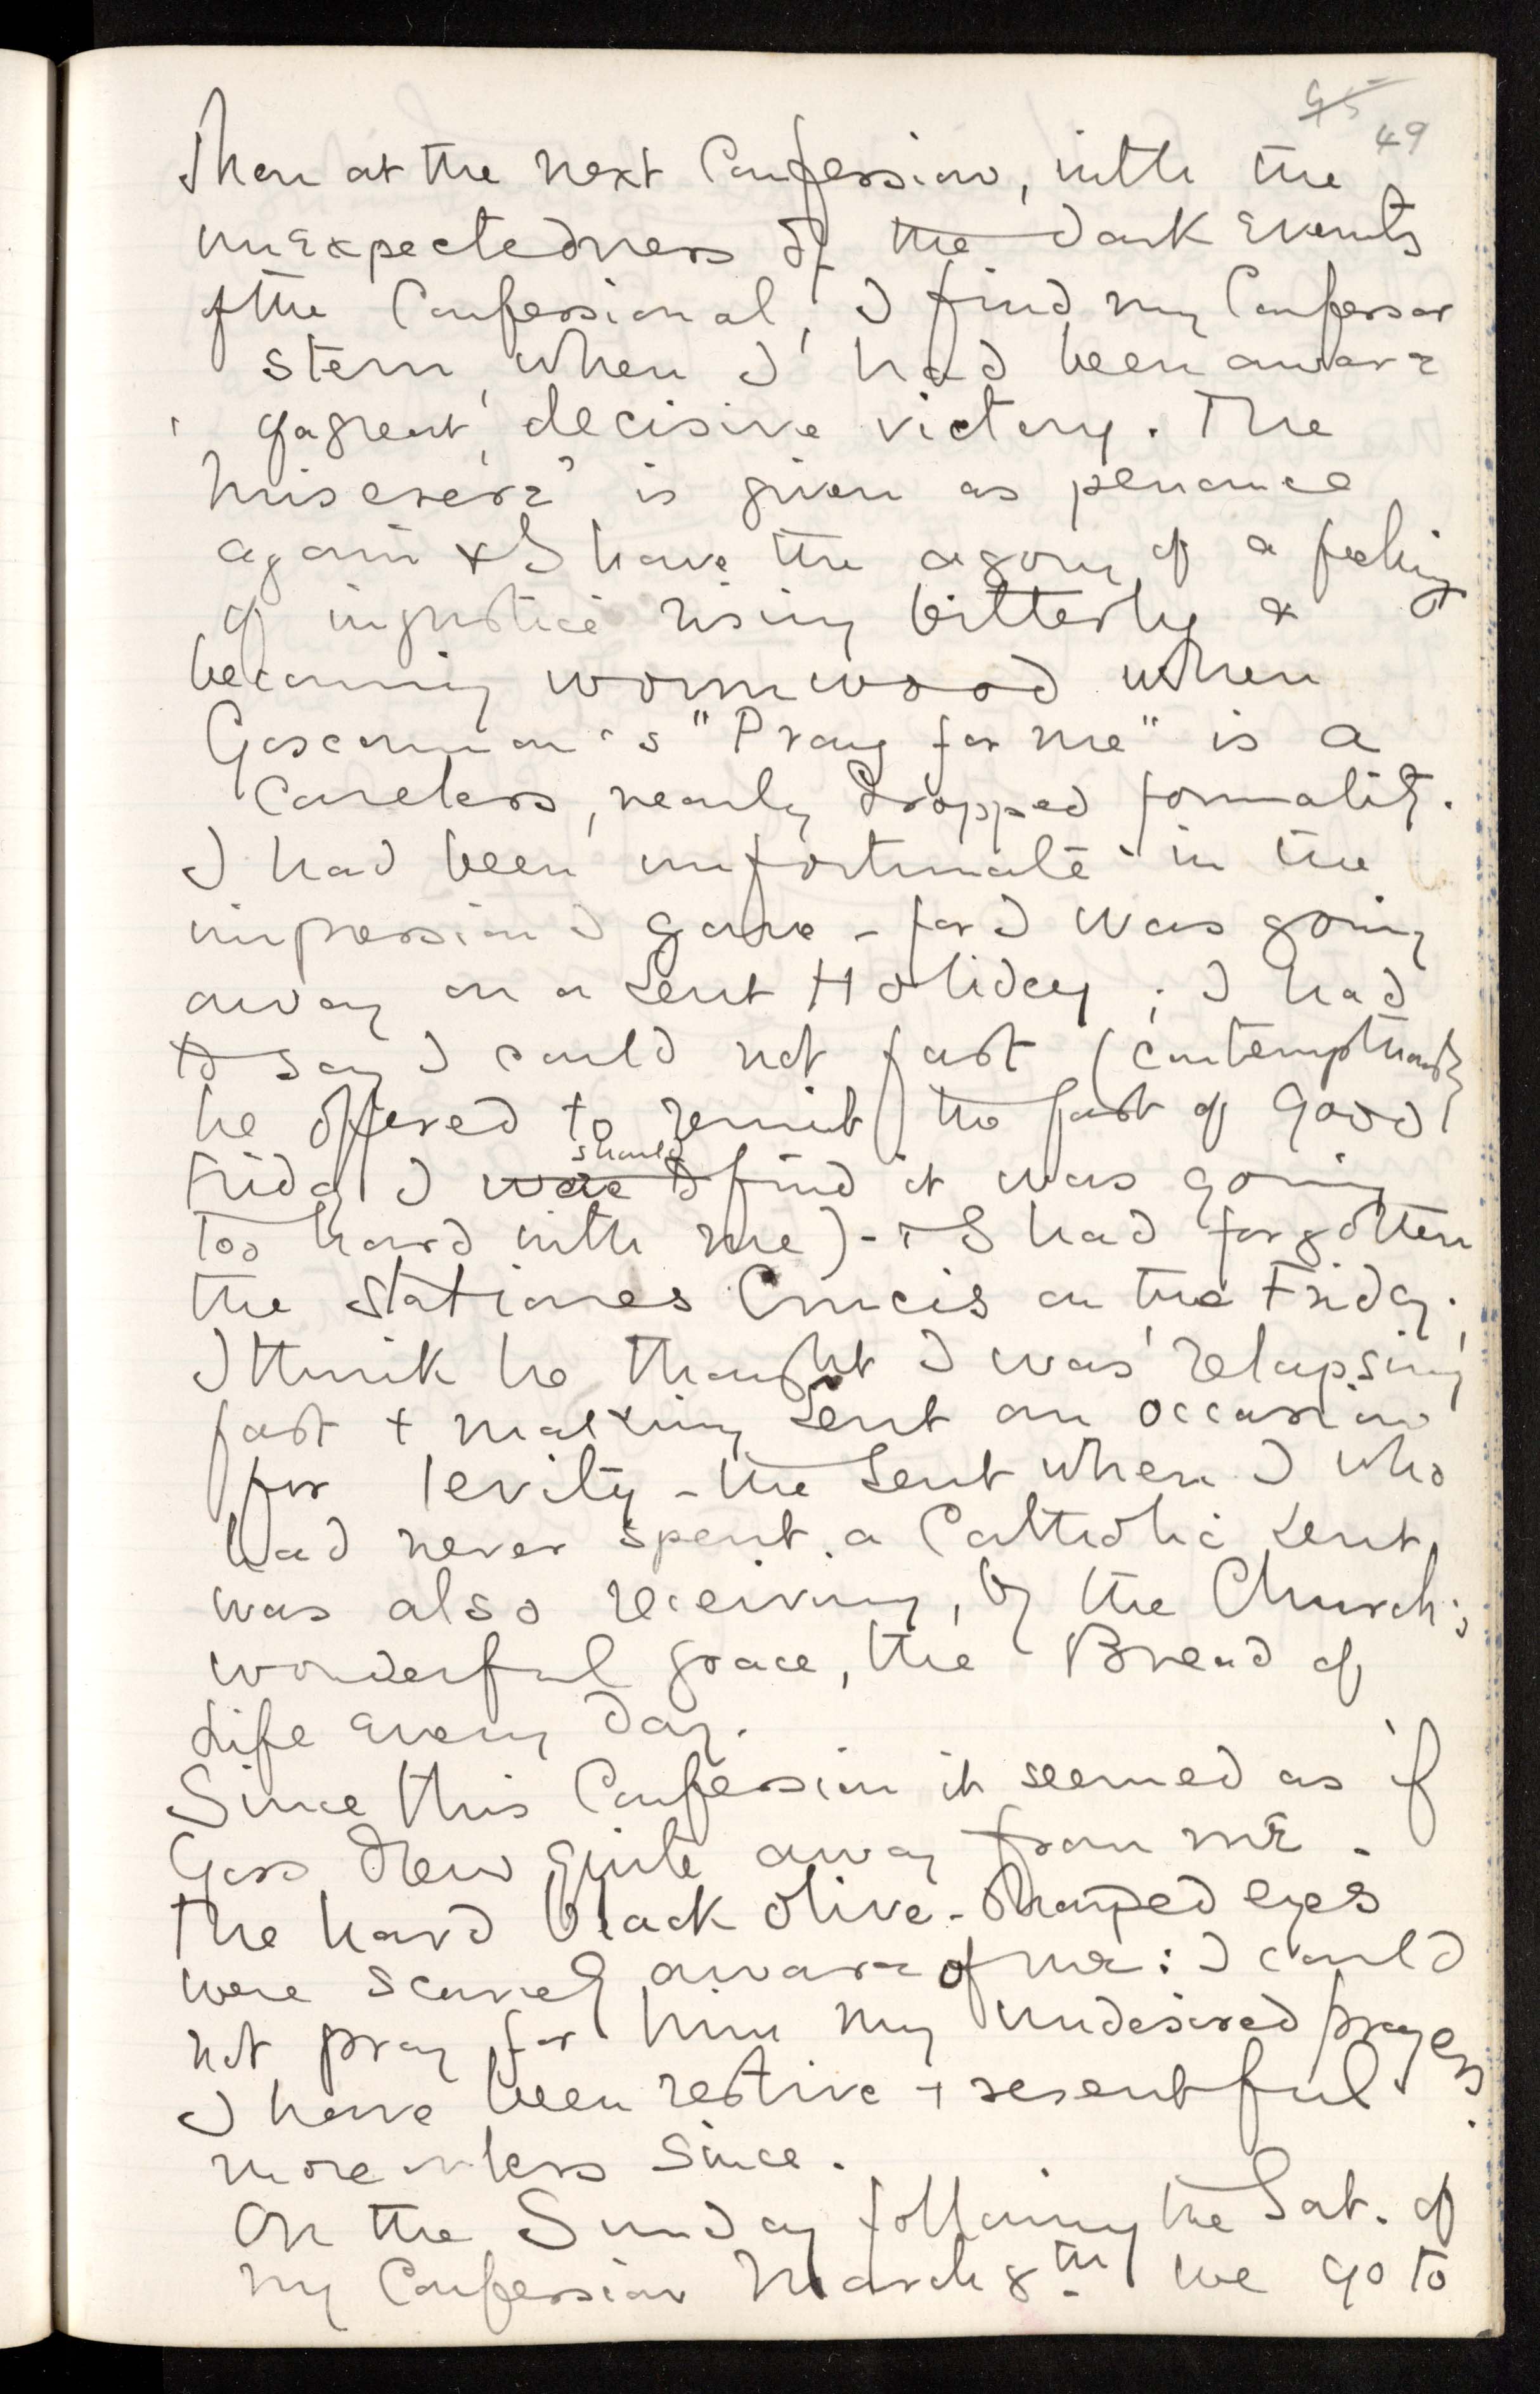 45
49
Then at the next Confession, with the
unexpectedness of the dark events
of the Confessional, I find my Confessor
stern, when I had been aware
of a great, decisive victory. The
'Miserere' is given as penance
again & I have the agony of a feeling
of injustice rising bitterly &
becoming wormwood when
Goscannon's "Pray for me" is a
careless, nearly dropped formality.
I had been unfortunate in the
impression I gave - for I was going
away on a Lent Holiday; I had
to say I could not fast (contemptuously
he offered to remit the fast of Good
should
Friday I were to find it was going
too hard with me) - & I had forgotten
the Stationes Crucis on the Friday.
I think he thought I was 'relapsing'
fast & making Lent an occasion
for levity - the Lent when I who
had never spent a Catholic Lent,
was also receiving, by the Church's
wonderful grace, the Bread of
Life every day.
Since this Confession it seemed as if
Gos drew quite away from me.
The hard black olive-shaped eyes
were scarcely aware of me: I could
not pray for him my undesired prayers.
I have been restive & resentful
more or less since.
On the Sunday following the Sat. of
my Confession March 8th we go to